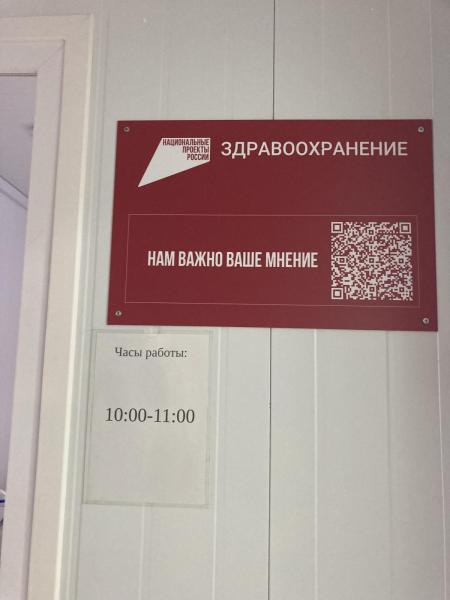 НАЦИОНАЛЬНЫЕ
ПРОЕКТЫ
РОССИИ
ЗДРАВООХРАНЕНИЕ
НАМ ВАЖНО ВАШЕ МНЕНИЕ
Часы работы:
10:00-11:00